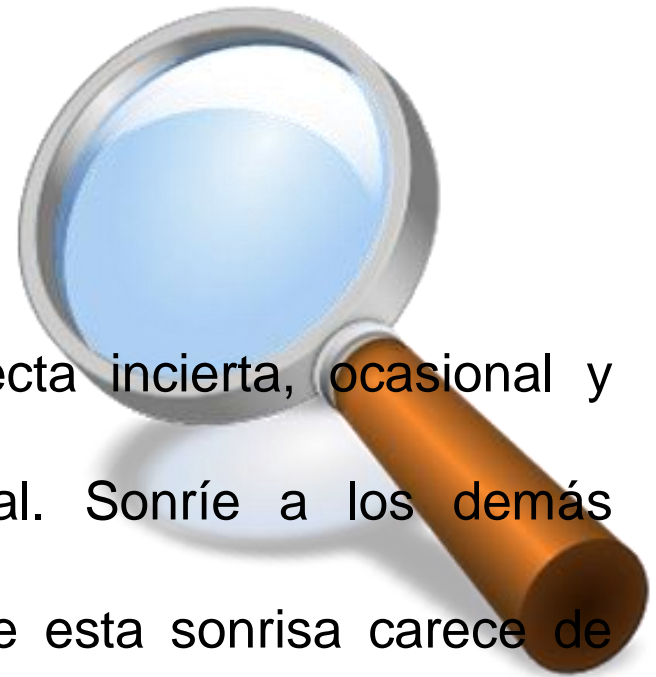 ecta incierta, ocasional y
al. Sonríe a los demás
e esta sonrisa carece de